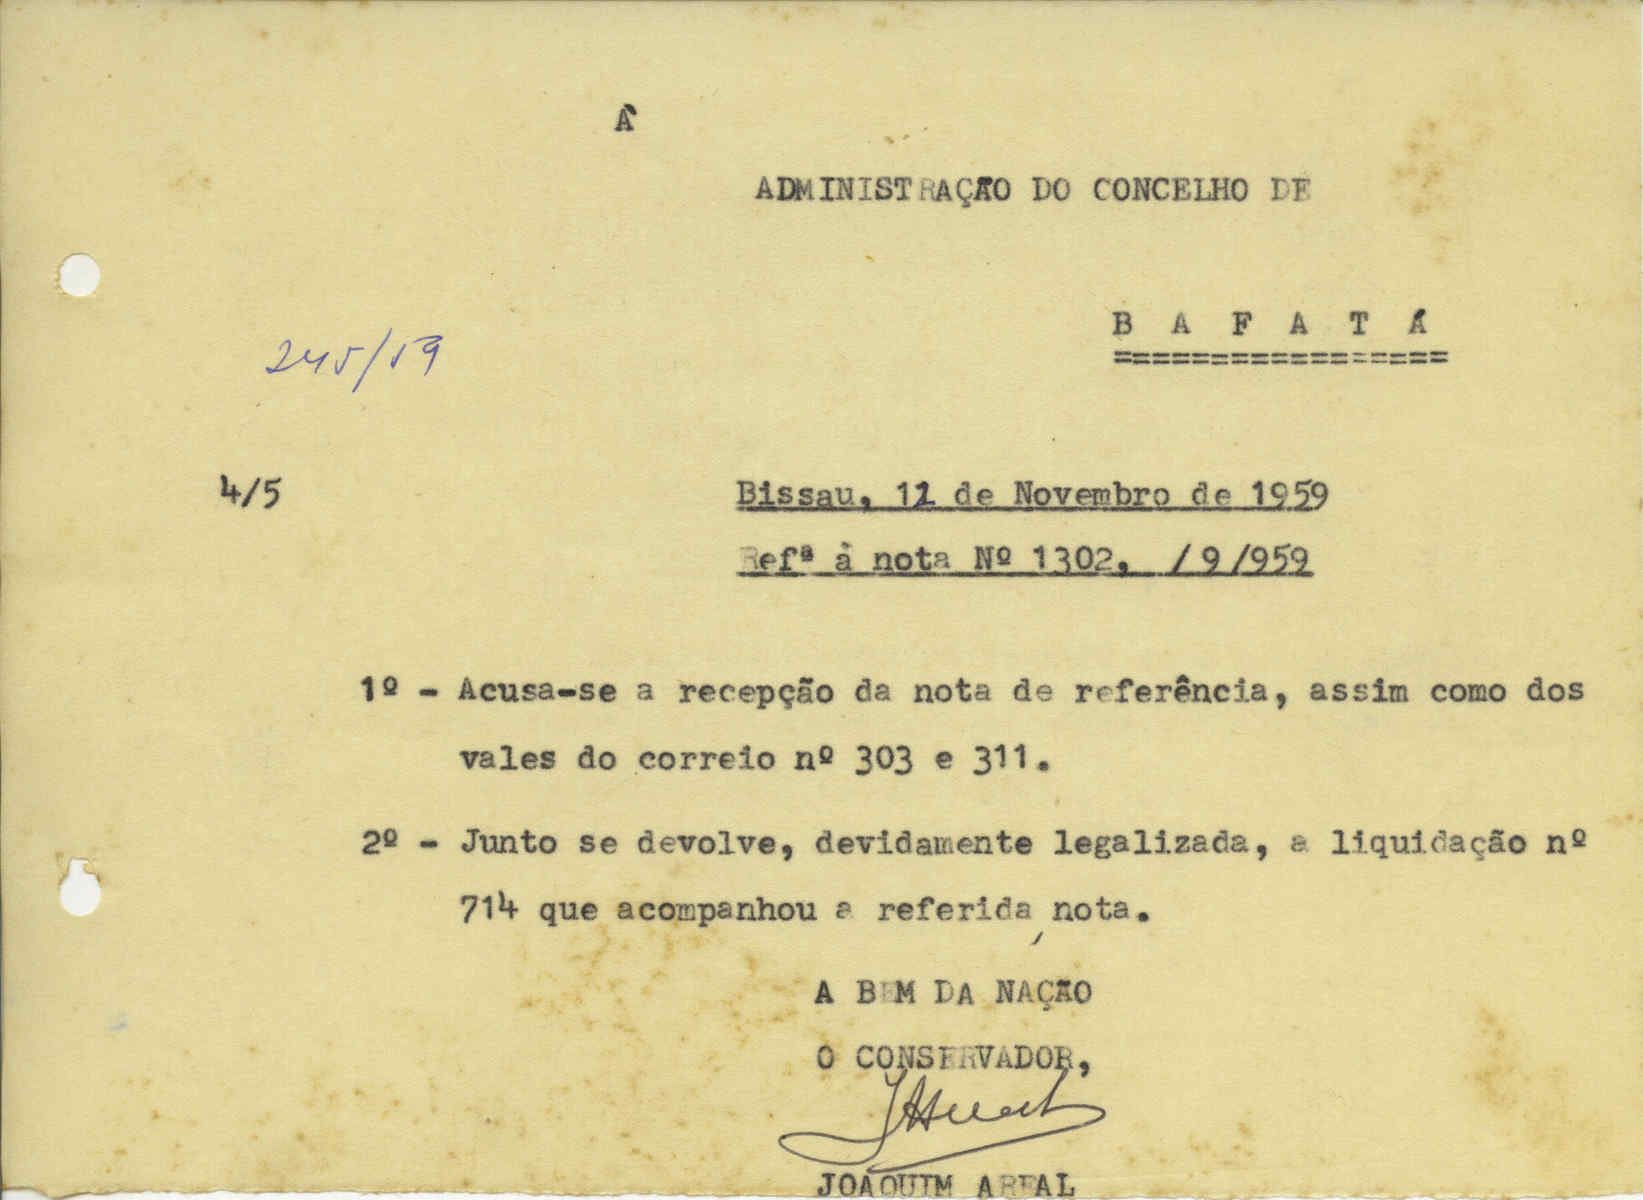 À
ADMINISTRAÇÃO DO CONCELHO DE
B A F A T Á
=================
245/59
4/5
Bissau, 11 de Novembro de 1959
Refª à nota Nº 1302, /9/959
1º - Acusa-se a recepção da nota de referência, assim como dos
vales do correio nº 303 e 311.
2º - Junto se devolve, devidamente legalizada, a liquidação nº
714 que acompanhou a referida nota.
A BEM DA NAÇÃO
O CONSERVADOR,
JOAQUIM AREAL